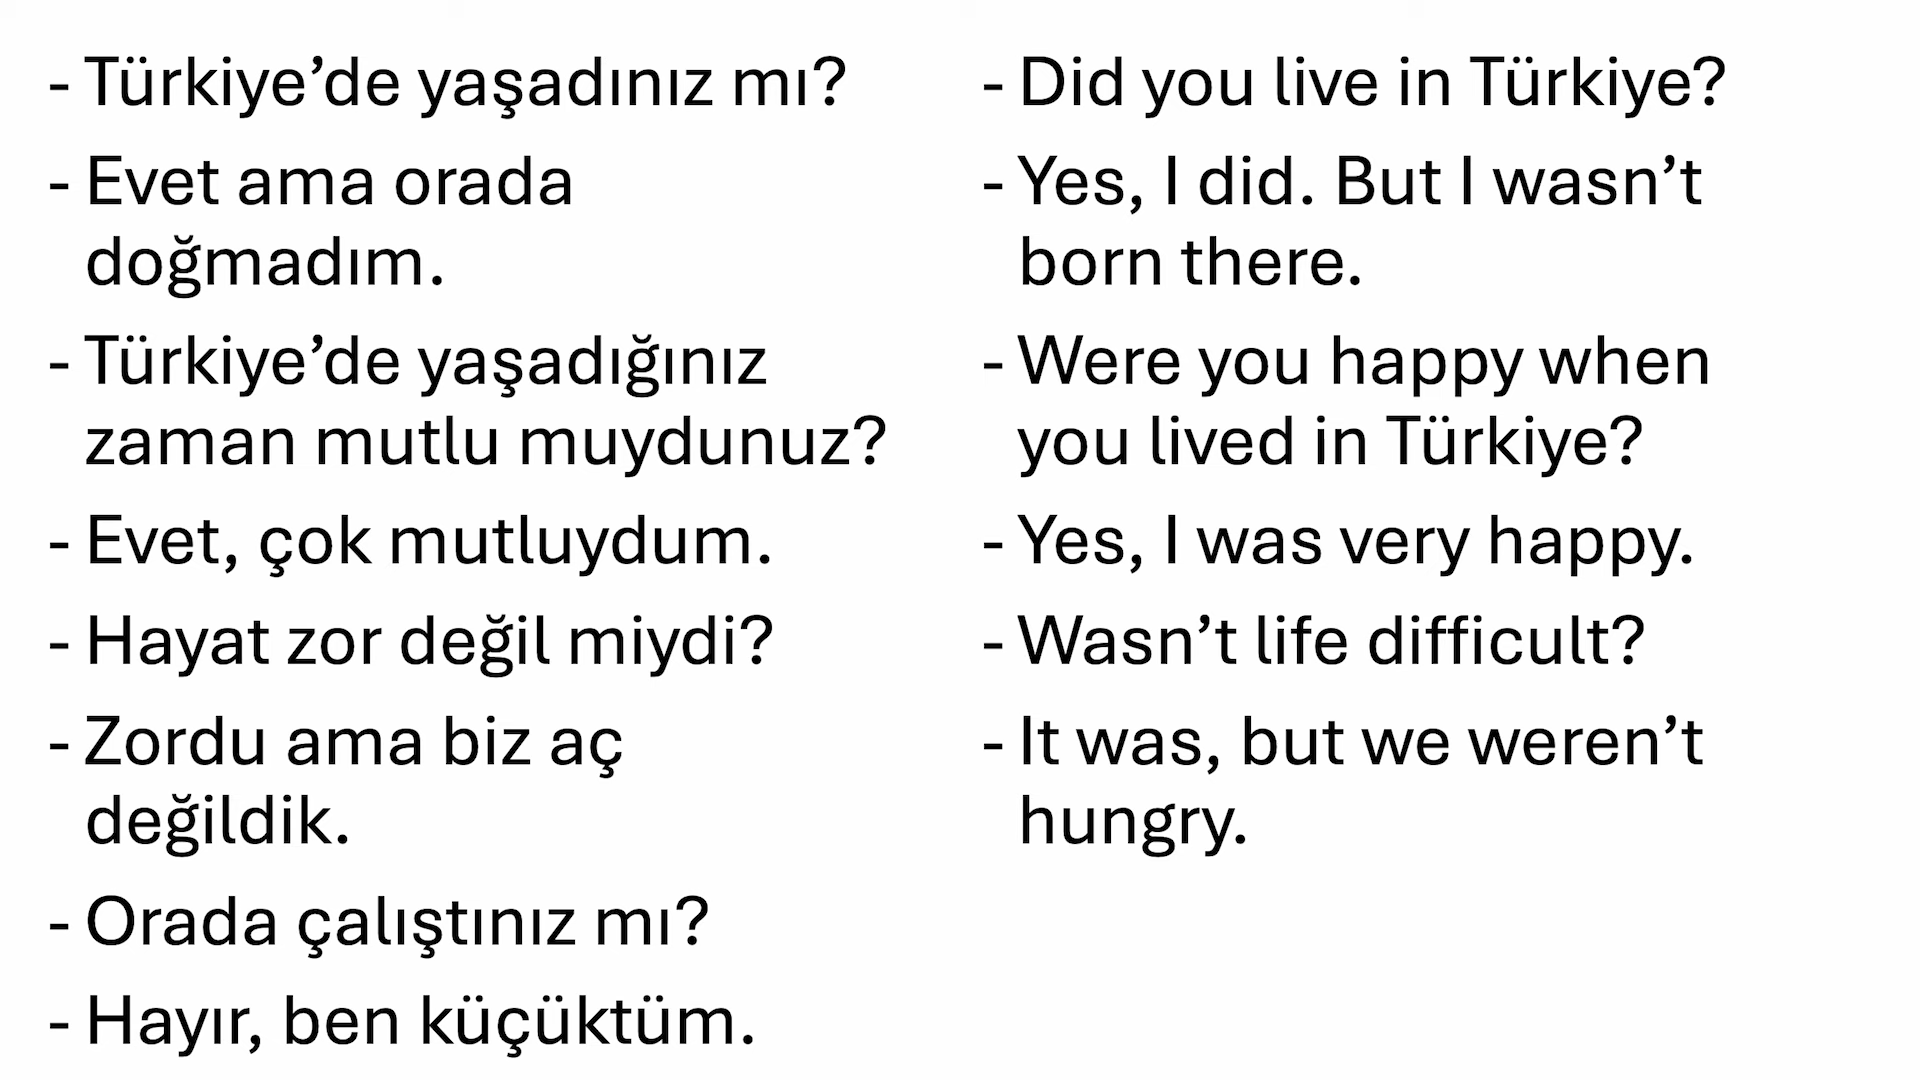 - Türkiye’de yaşadınız mı?
- Evet ama orada
doğmadım.
- Türkiye’de yaşadığınız
zaman mutlu muydunuz?
- Evet, çok mutluydum.
- Hayat zor değil miydi?
- Zordu ama biz aç
değildik.
- Orada çalıştınız mı?
- Hayır, ben küçüktüm.
- Did you live in Türkiye?
- Yes, I did. But I wasn’t
born there.
- Were you happy when
you lived in Türkiye?
- Yes, I was very happy.
- Wasn’t life difficult?
- It was, but we weren’t
hungry.